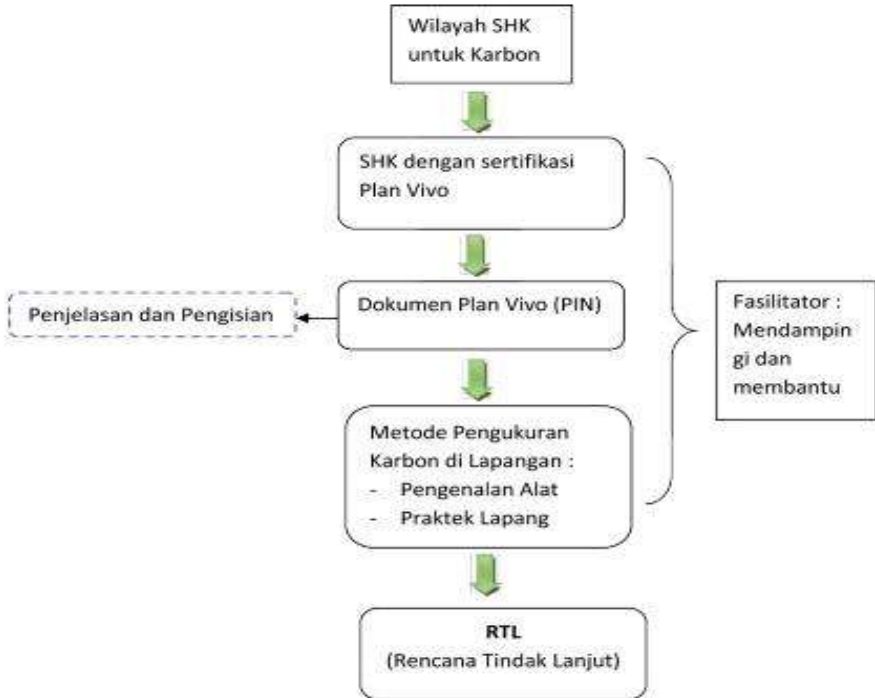 Wilayah SHK
untuk Karbon
SHK dengan sertifikasi
Plan Vivo
Penjelasan dan Pengisian
Dokumen Plan Vivo (PIN)
Fasilitator :
Mendampin
gi dan
membantu
Metode Pengukuran
Karbon di Lapangan :
- Pengenalan Alat
- Praktek Lapang
RTL
(Rencana Tindak Lanjut)